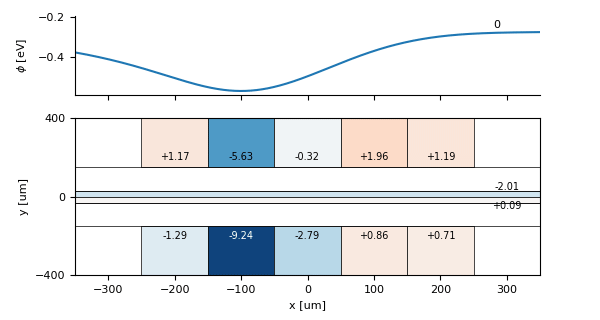 −0.2
0
−0.4
ϕ [eV]
400
+1.17 -5.63 -0.32 +1.96 +1.19
-2.01
0
+0.09
y [um]
-1.29 -9.24 -2.79 +0.86 +0.71
−400
−300 −200 −100 0 100 200 300
x [um]